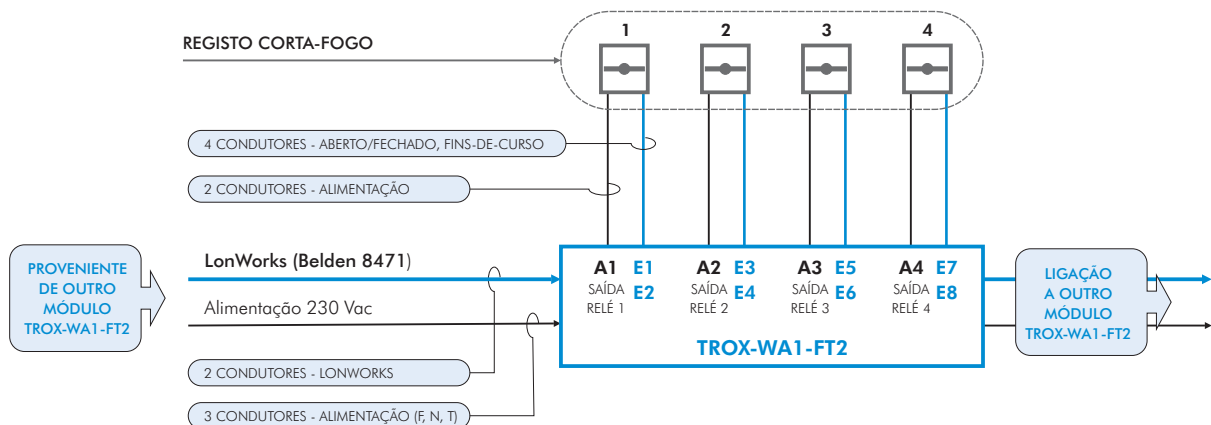 1 2 3 4
REGISTO CORTA-FOGO
4 CONDUTORES - ABERTO/FECHADO, FINS-DE-CURSO
2 CONDUTORES - ALIMENTAÇÃO
PROVENIENTE
DE OUTRO
MÓDULO
TROX-WA1-FT2
LonWorks (Belden 8471)
Alimentação 230 Vac
2 CONDUTORES - LONWORKS
3 CONDUTORES - ALIMENTAÇÃO (F, N, T)
A1 E1 A2 E3 A3 E5 A4 E7
SAÍDA E2 SAÍDA E4 SAÍDA E6 SAÍDA E8
RELÉ 1 RELÉ 2 RELÉ 3 RELÉ 4
TROX-WA1-FT2
LIGAÇÃO
A OUTRO
MÓDULO
TROX-WA1-FT2